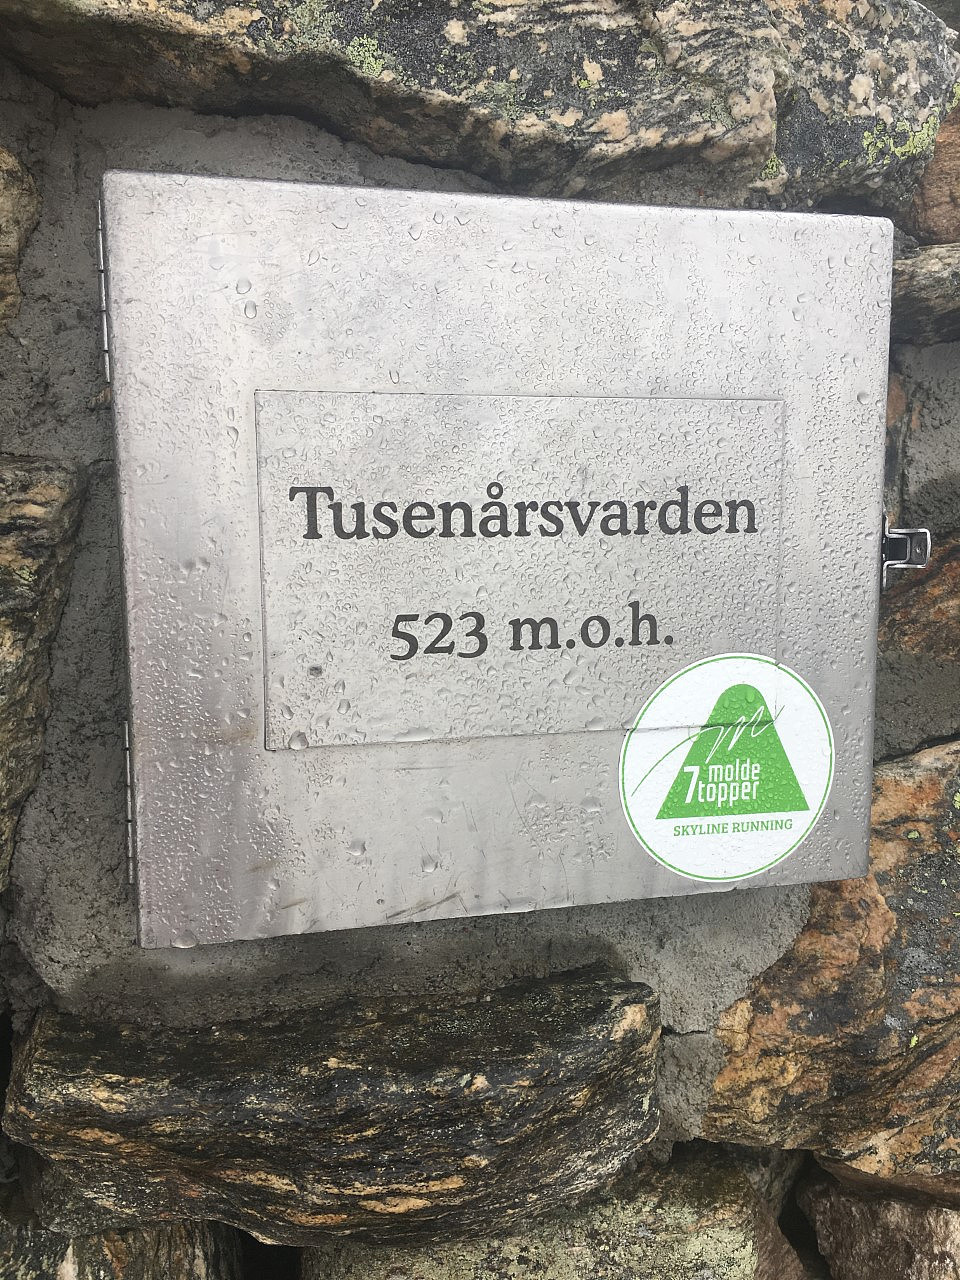 Tusenårsvarden
523 m.o.h.
m
7 molde
topper
SKYLINE RUNNING